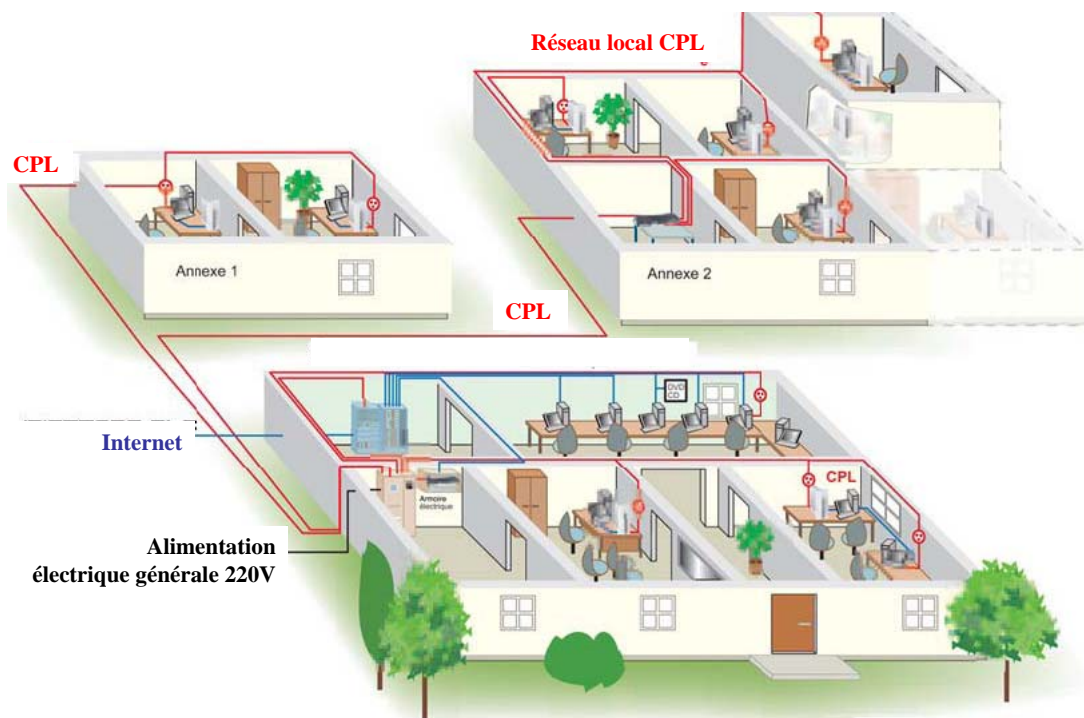 Réseau local CPL
CPL
Annexe 1
Annexe 2
CPL
DVD
CD
Internet
CPL
Armoire
électrique
Alimentation
électrique générale 220V